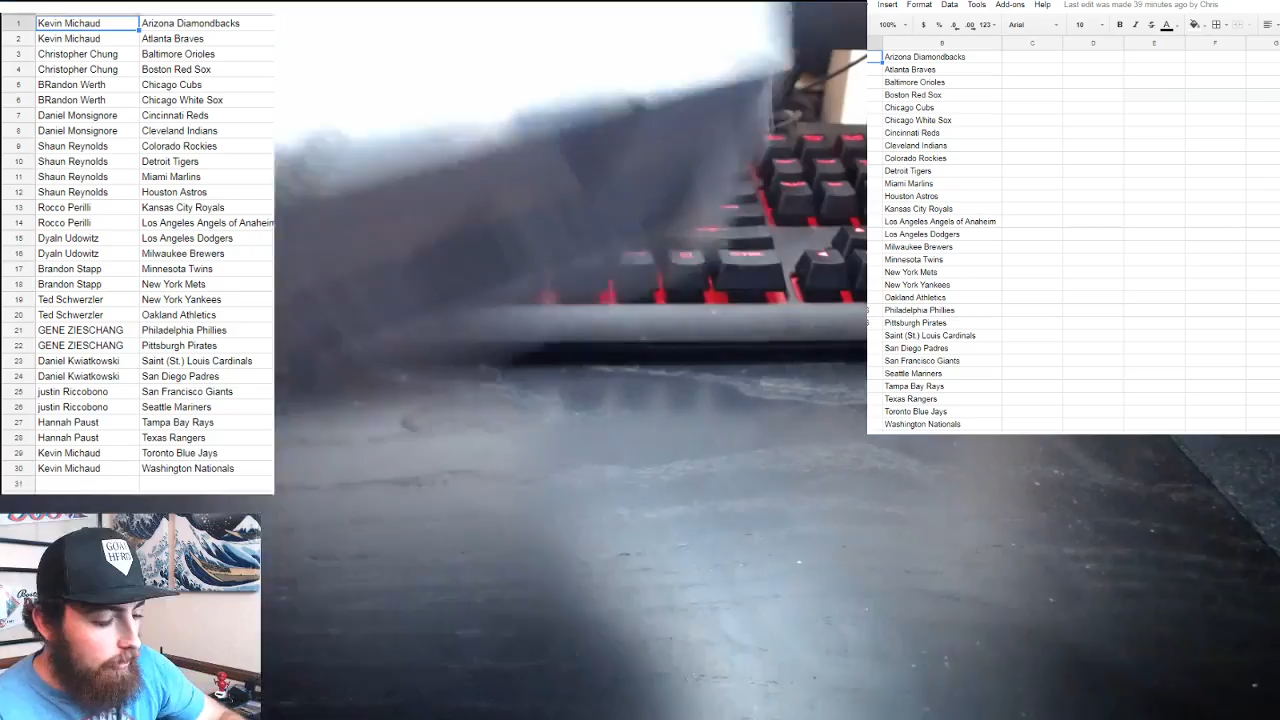 1 Kevin Michaud Arizona Diamondbacks
2 Kevin Michaud Atlanta Braves
3 Christopher Chung Baltimore Orioles
4 Christopher Chung Boston Red Sox
5 BRandon Werth Chicago Cubs
6 BRandon Werth Chicago White Sox
7 Daniel Monsignore Cincinnati Reds
8 Daniel Monsignore Cleveland Indians
9 Shaun Reynolds Colorado Rockies
10 Shaun Reynolds Detroit Tigers
11 Shaun Reynolds Miami Marlins
12 Shaun Reynolds Houston Astros
13 Rocco Perilli Kansas City Royals
14 Rocco Perilli Los Angeles Angels of Anaheim
15 Dyaln Udowitz Los Angeles Dodgers
16 Dyaln Udowitz Milwaukee Brewers
17 Brandon Stapp Minnesota Twins
18 Brandon Stapp New York Mets
19 Ted Schwerzler New York Yankees
20 Ted Schwerzler Oakland Athletics
21 GENE ZIESCHANG Philadelphia Phillies
22 GENE ZIESCHANG Pittsburgh Pirates
23 Daniel Kwiatkowski Saint (St.) Louis Cardinals
24 Daniel Kwiatkowski San Diego Padres
25 justin Riccobono San Francisco Giants
26 justin Riccobono Seattle Mariners
27 Hannah Paust Tampa Bay Rays
28 Hannah Paust Texas Rangers
29 Kevin Michaud Toronto Blue Jays
30 Kevin Michaud Washington Nationals
31
Insert Format Data Tools Add-ons Help Last edit was made 39 minutes ago by Chris
100% $ % .0 .00 123 Arial 10 B I S A
B C D E F G
Arizona Diamondbacks
Atlanta Braves
Baltimore Orioles
Boston Red Sox
Chicago Cubs
Chicago White Sox
Cincinnati Reds
Cleveland Indians
Colorado Rockies
Detroit Tigers
Miami Marlins
Houston Astros
Kansas City Royals
Los Angeles Angels of Anaheim
Los Angeles Dodgers
Milwaukee Brewers
Minnesota Twins
New York Mets
New York Yankees
Oakland Athletics
Philadelphia Phillies
Pittsburgh Pirates
Saint (St.) Louis Cardinals
San Diego Padres
San Francisco Giants
Seattle Mariners
Tampa Bay Rays
Texas Rangers
Toronto Blue Jays
Washington Nationals